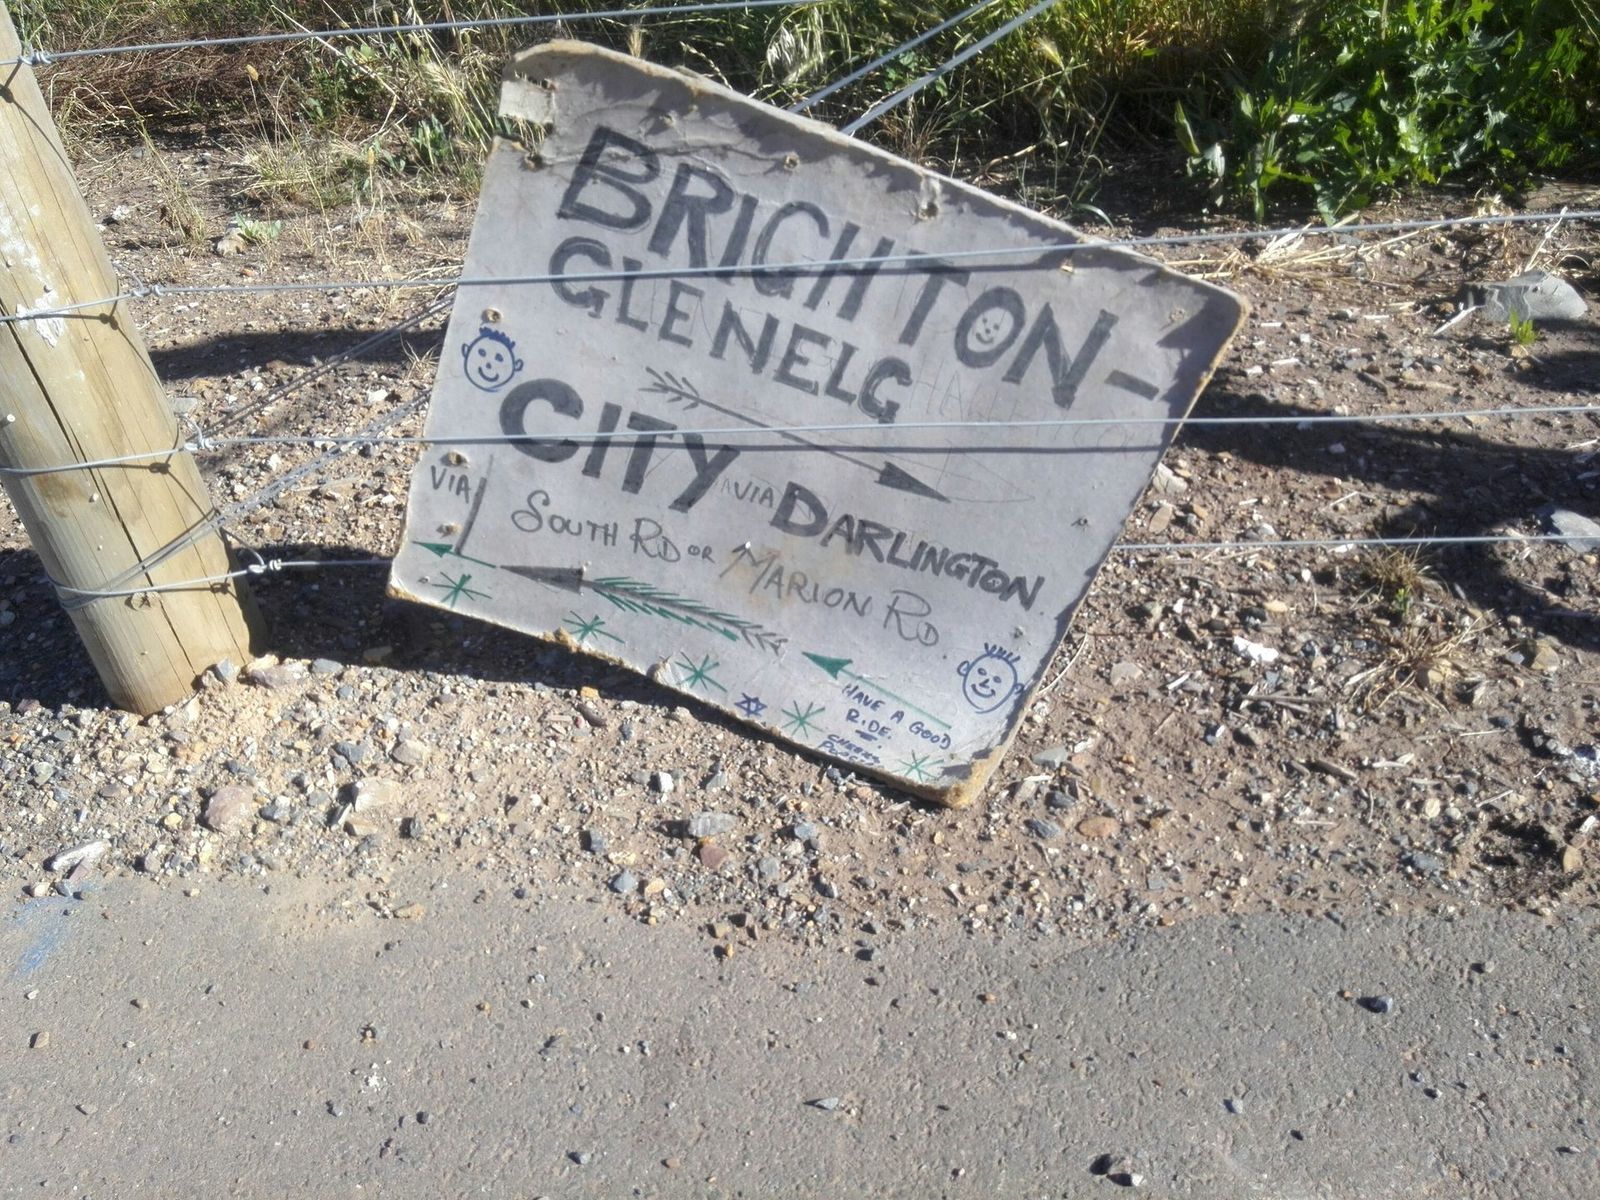 BRIGHTON-
GLENELG
CITY VIA DARLINGTON
VIA SOUTH RD OR MARION RD.
HAVE A GOOD
RIDE.